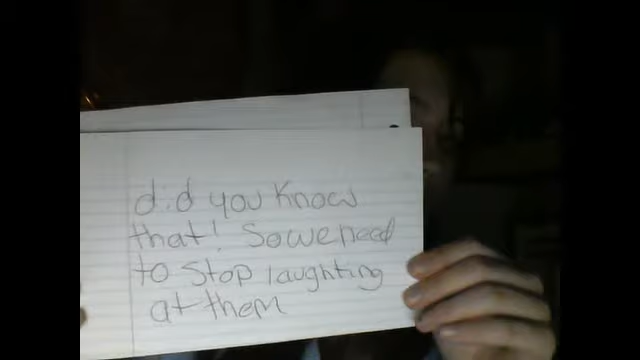 did you know
that! So we need
to stop laughting
at them